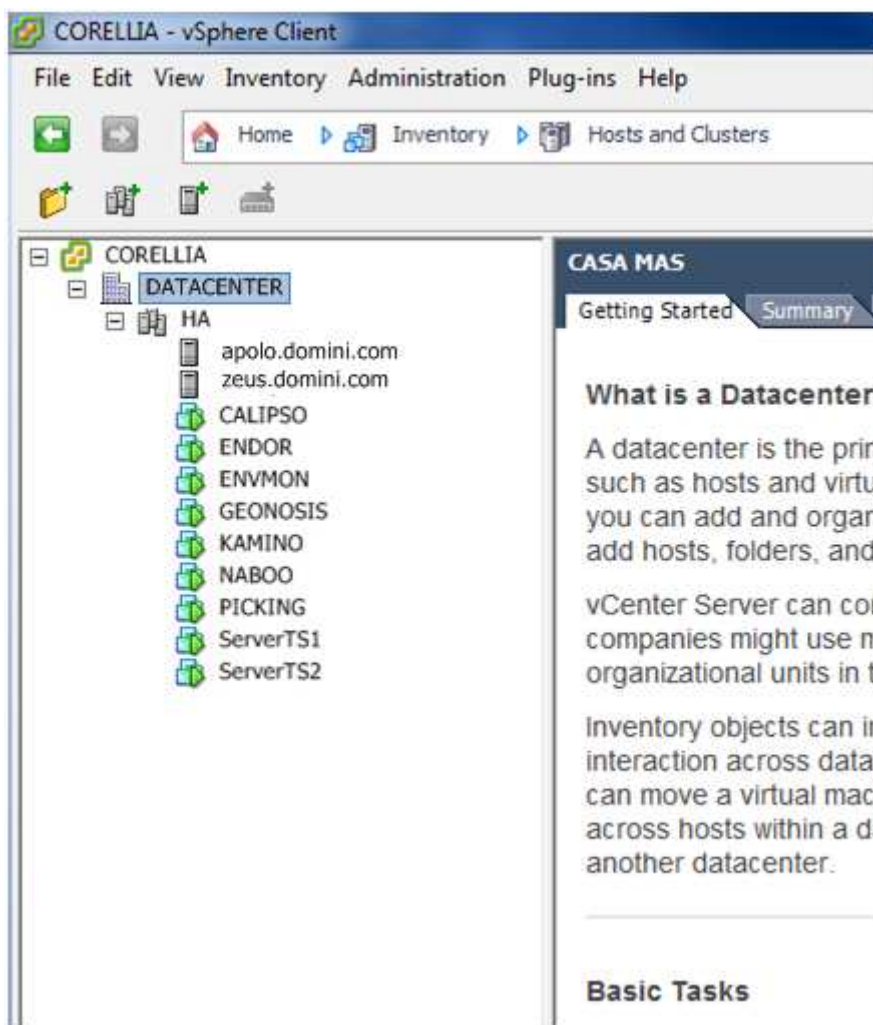 CORELLIA - vSphere Client
File Edit View Inventory Administration Plug-ins Help
Home Inventory Hosts and Clusters
CORELLIA
DATACENTER
HA
apolo.domini.com
zeus.domini.com
CALIPSO
ENDOR
ENVMON
GEONOSIS
KAMINO
NABOO
PICKING
ServerTS1
ServerTS2
CASA MAS
Getting Started Summary
What is a Datacenter
A datacenter is the prin
such as hosts and virtu
you can add and organ
add hosts, folders, and
vCenter Server can co
companies might use m
organizational units in t
Inventory objects can i
interaction across data
can move a virtual mac
across hosts within a d
another datacenter.
Basic Tasks